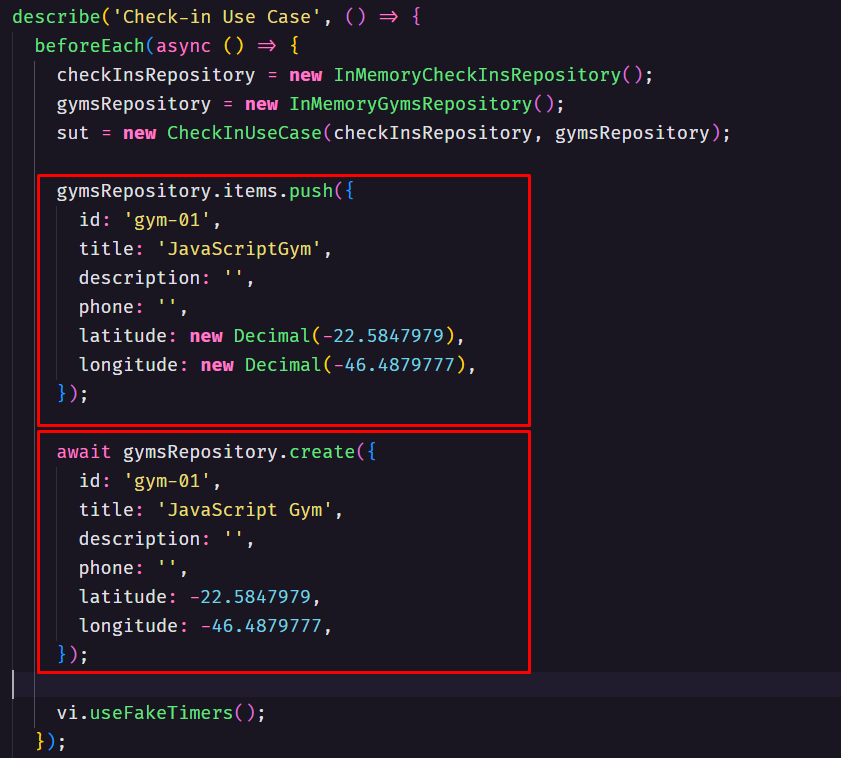 describe('Check-in Use Case', () => {
beforeEach(async () => {
checkInsRepository = new InMemoryCheckInsRepository();
gymsRepository = new InMemoryGymsRepository();
sut = new CheckInUseCase(checkInsRepository, gymsRepository);
gymsRepository.items.push({
id: 'gym-01',
title: 'JavaScriptGym',
description: '',
phone: '',
latitude: new Decimal(-22.5847979),
longitude: new Decimal(-46.4879777),
});
await gymsRepository.create({
id: 'gym-01',
title: 'JavaScript Gym',
description: '',
phone: '',
latitude: -22.5847979,
longitude: -46.4879777,
});
vi.useFakeTimers();
});